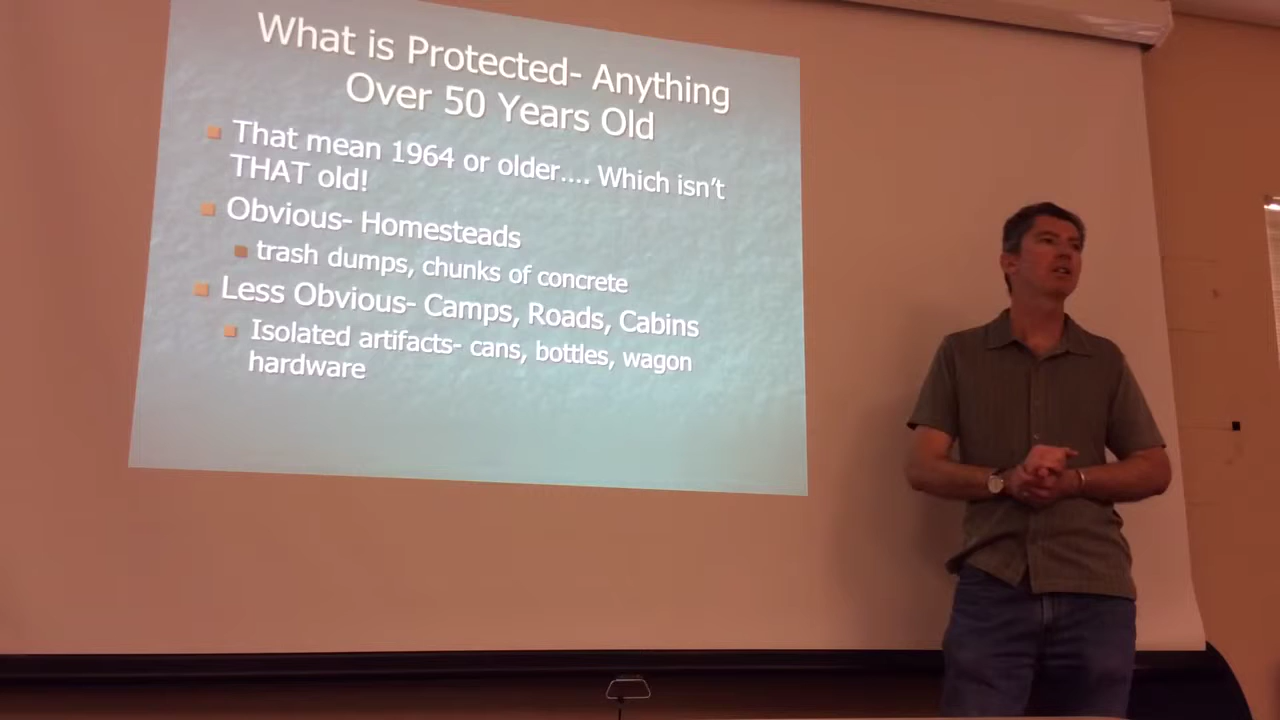 What is Protected- Anything
Over 50 Years Old
That mean 1964 or older.... Which isn't
THAT old!
Obvious- Homesteads
trash dumps, chunks of concrete
Less Obvious- Camps, Roads, Cabins
Isolated artifacts- cans, bottles, wagon
hardware